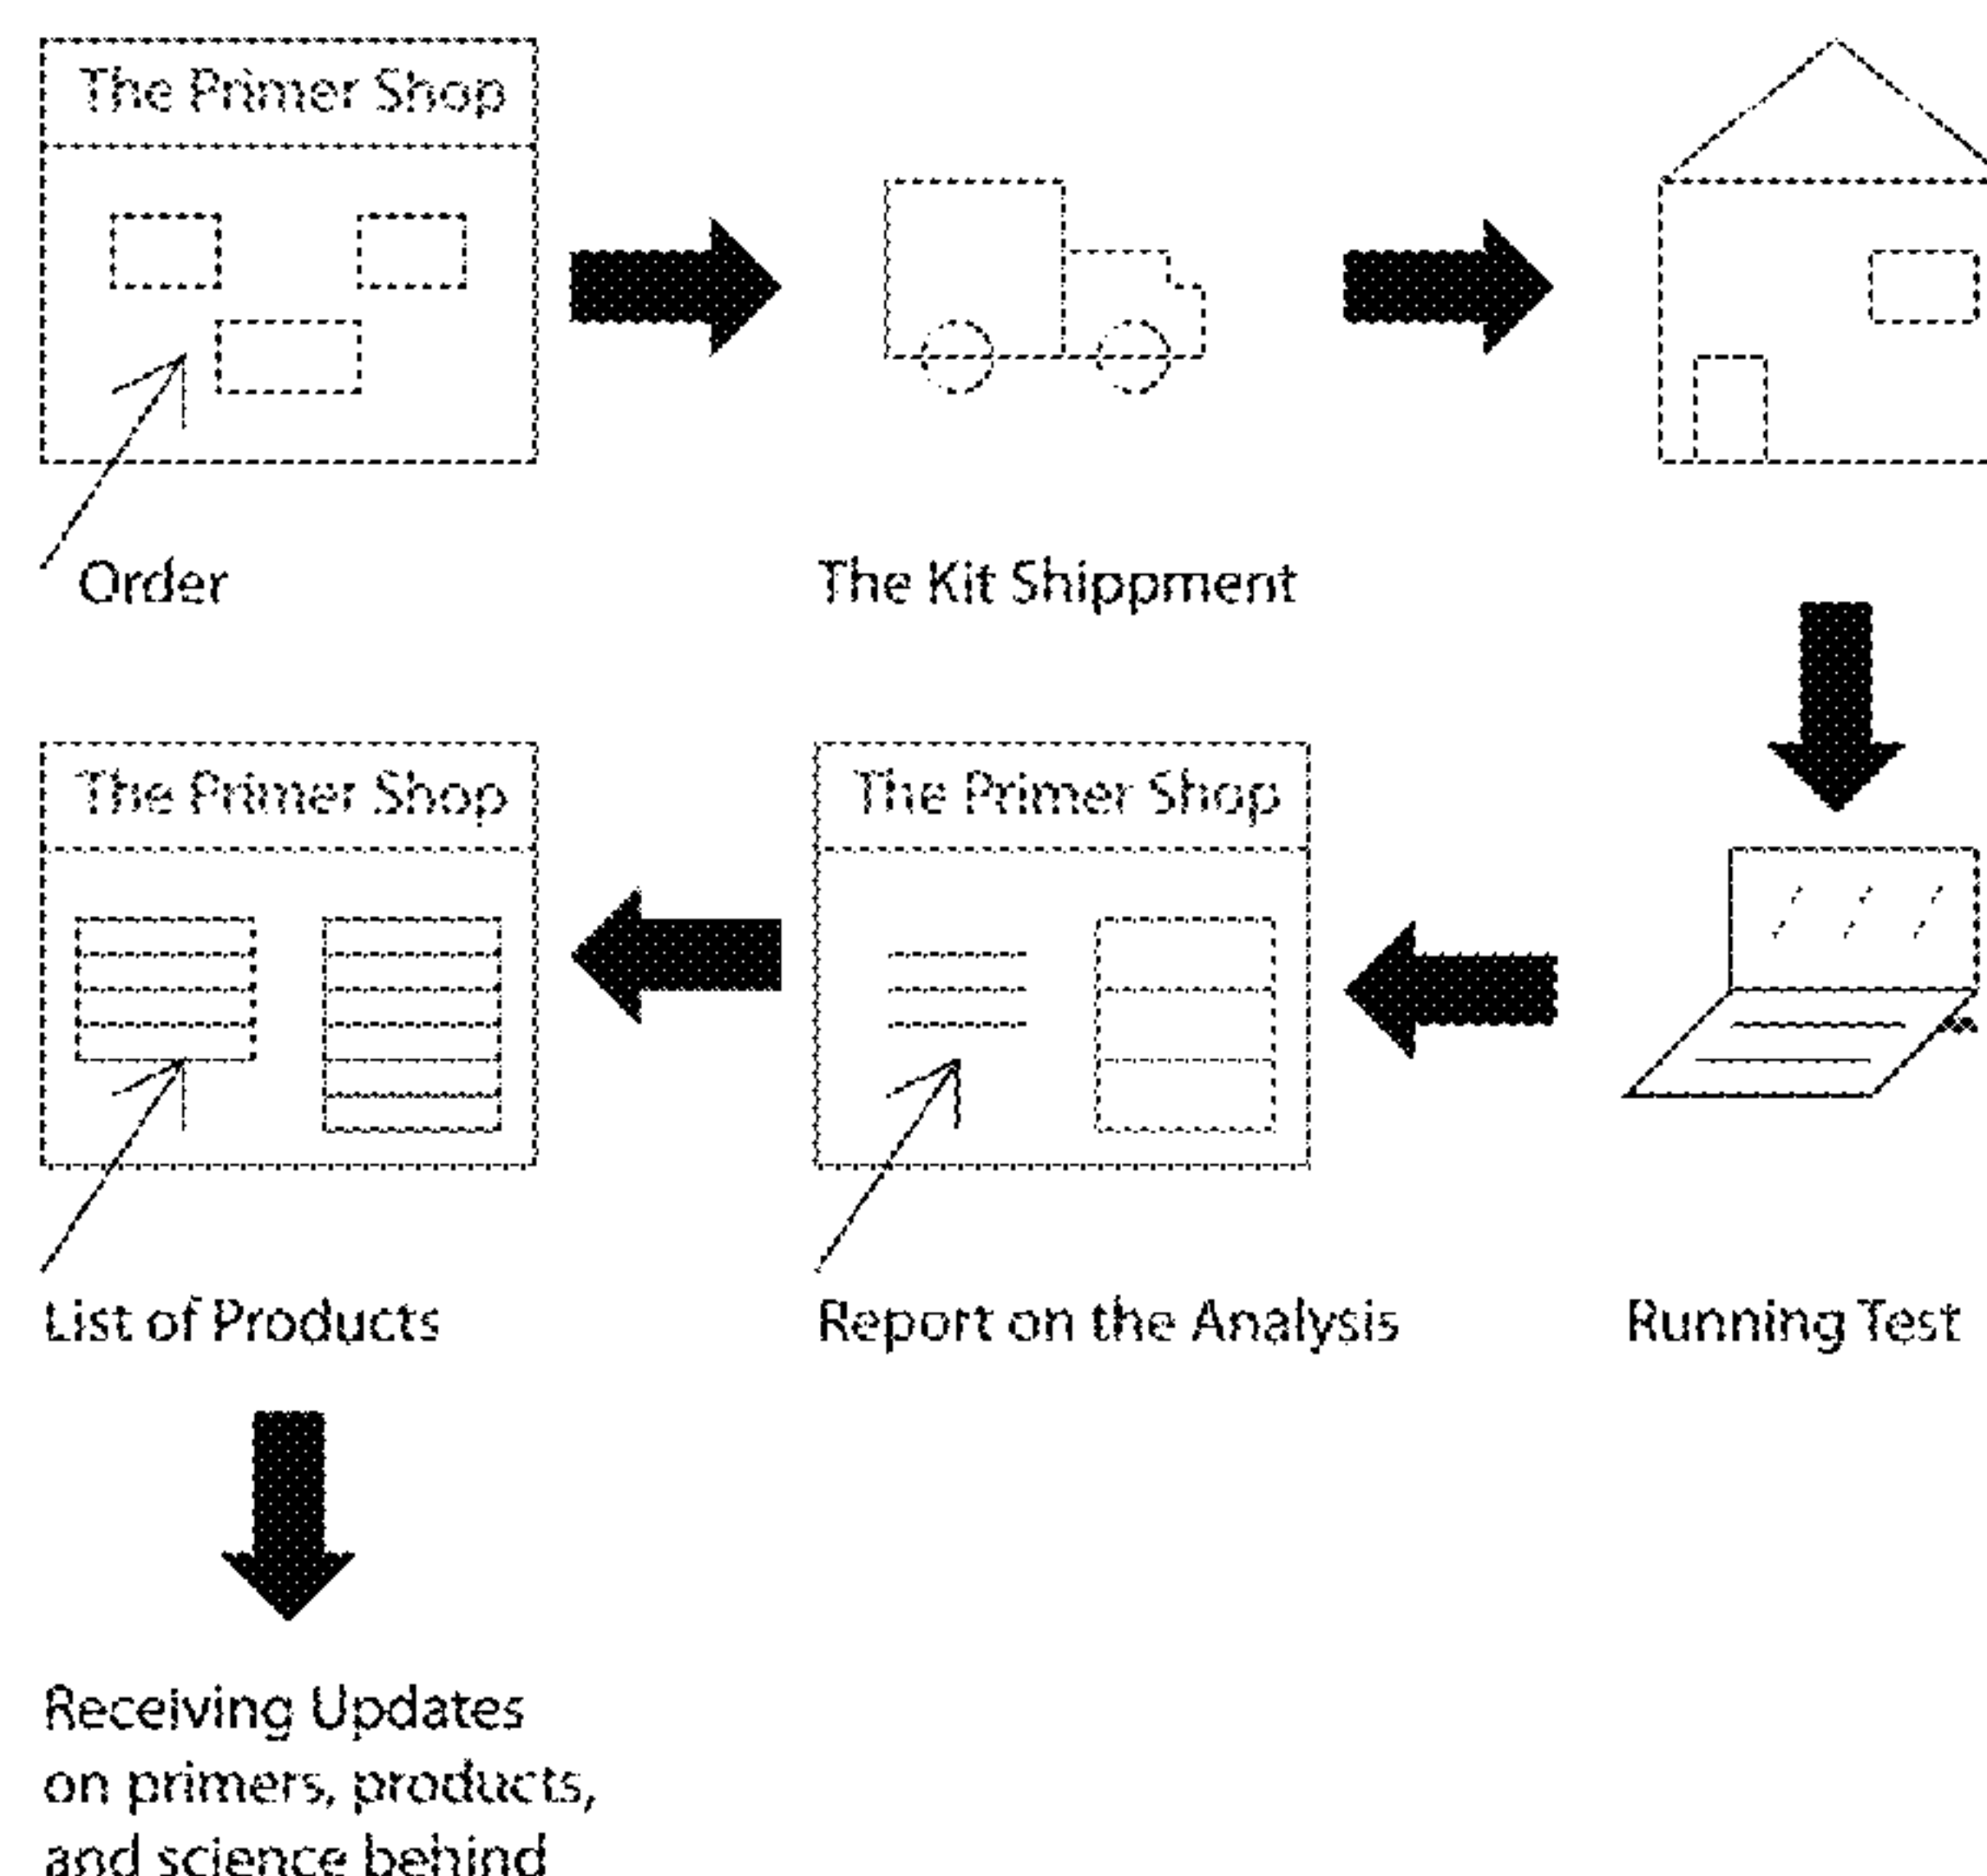 The Primer Shop
Order
The Kit Shippment
The Primer Shop
The Primer Shop
List of Products
Report on the Analysis
Running Test
Receiving Updates
on primers, products,
and science behind